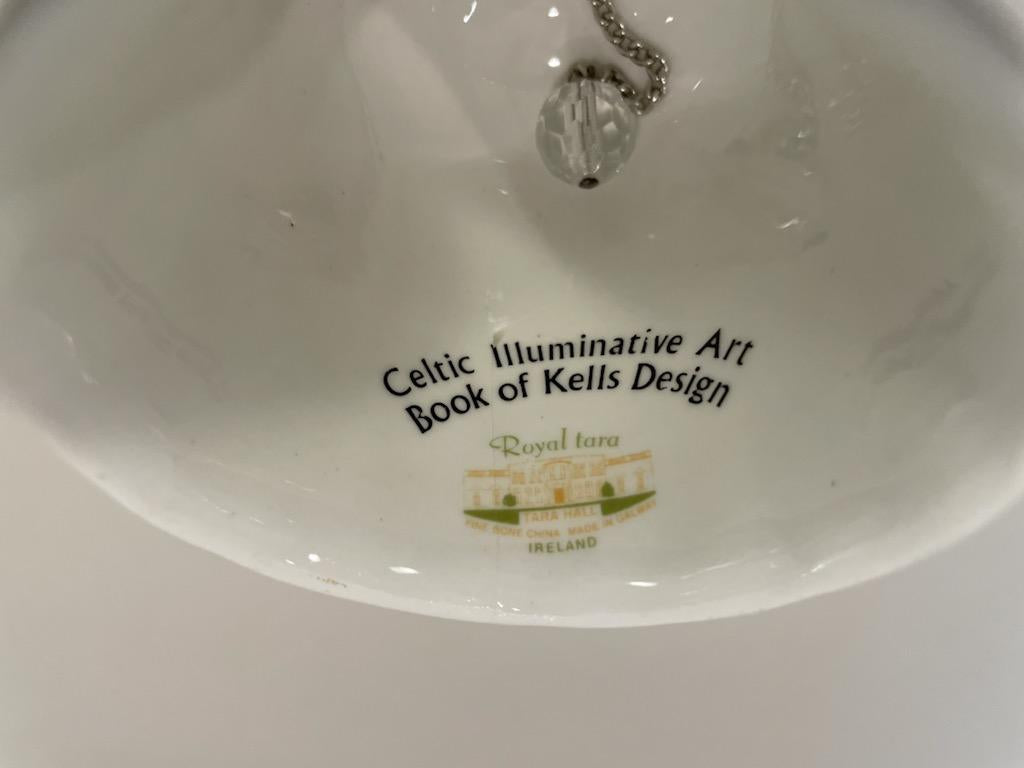 Celtic Illuminative Art
Book of Kells Design
Royal tara
TARA HALL
FINE BONE CHINA MADE IN GALWAY
IRELAND